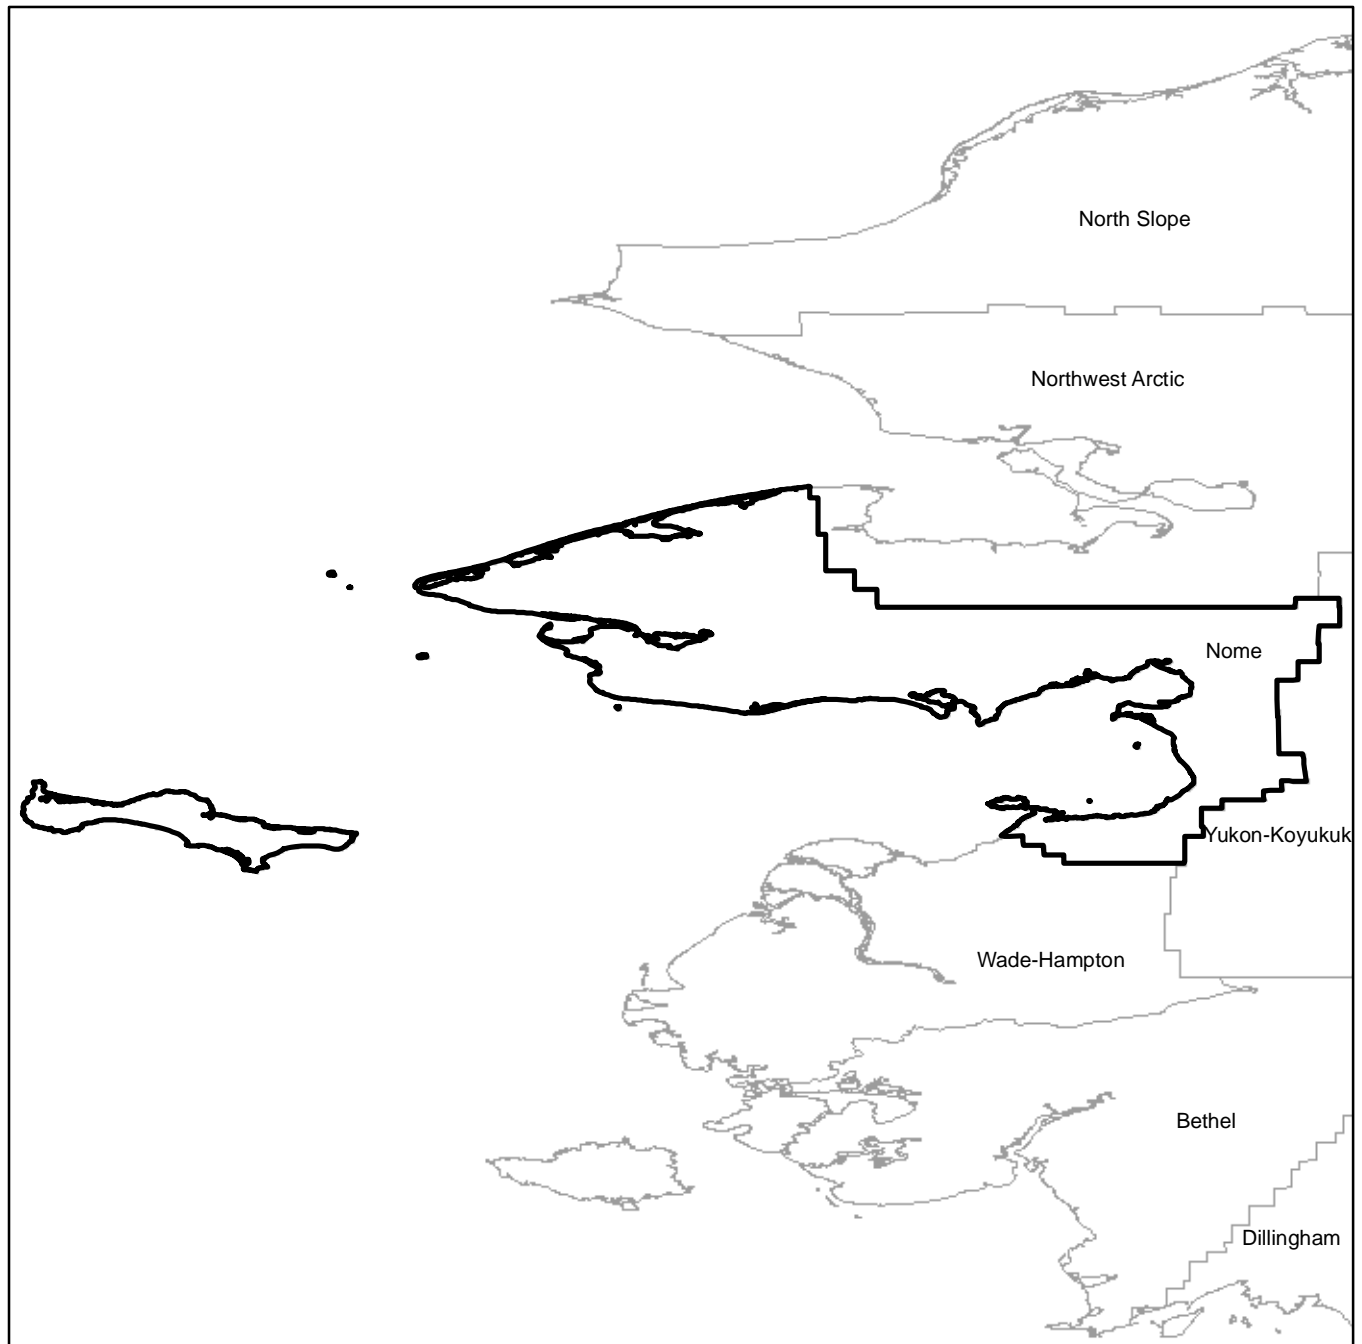 North Slope
Northwest Arctic
Nome
Yukon-Koyukuk
Wade-Hampton
Bethel
Dillingham